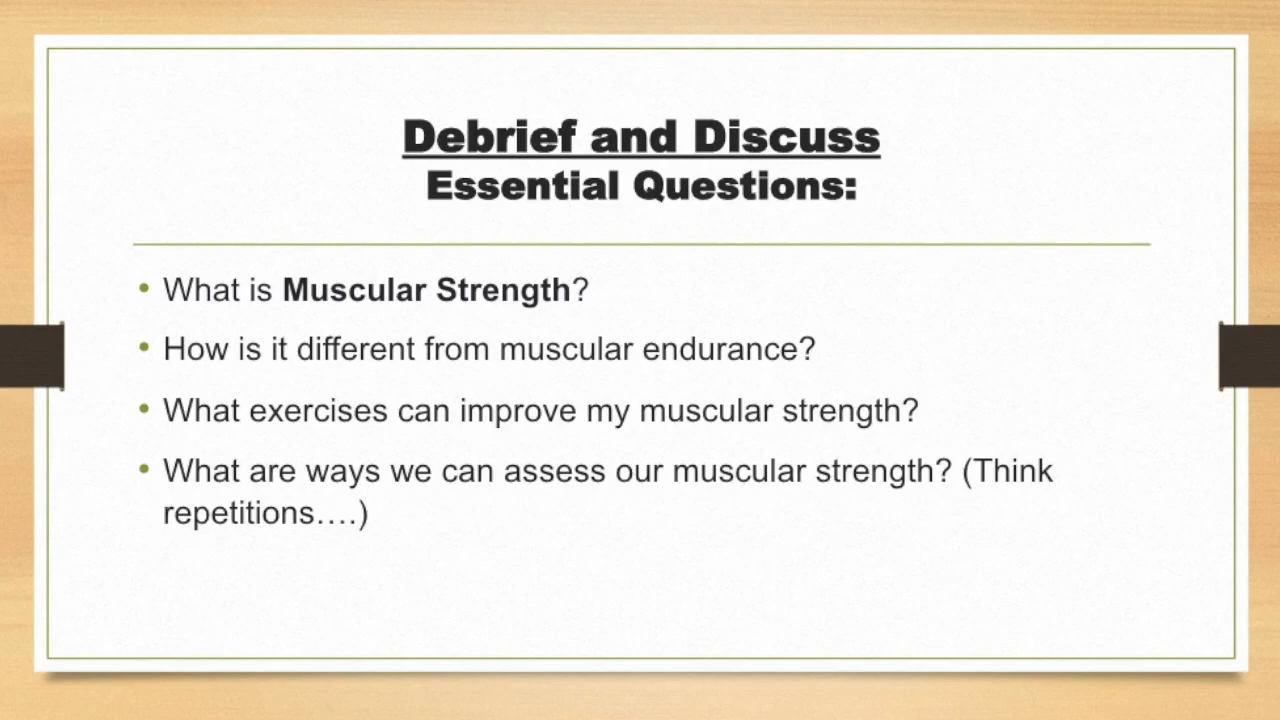 Debrief and Discuss
Essential Questions:
• What is Muscular Strength?
• How is it different from muscular endurance?
• What exercises can improve my muscular strength?
• What are ways we can assess our muscular strength? (Think
repetitions….)